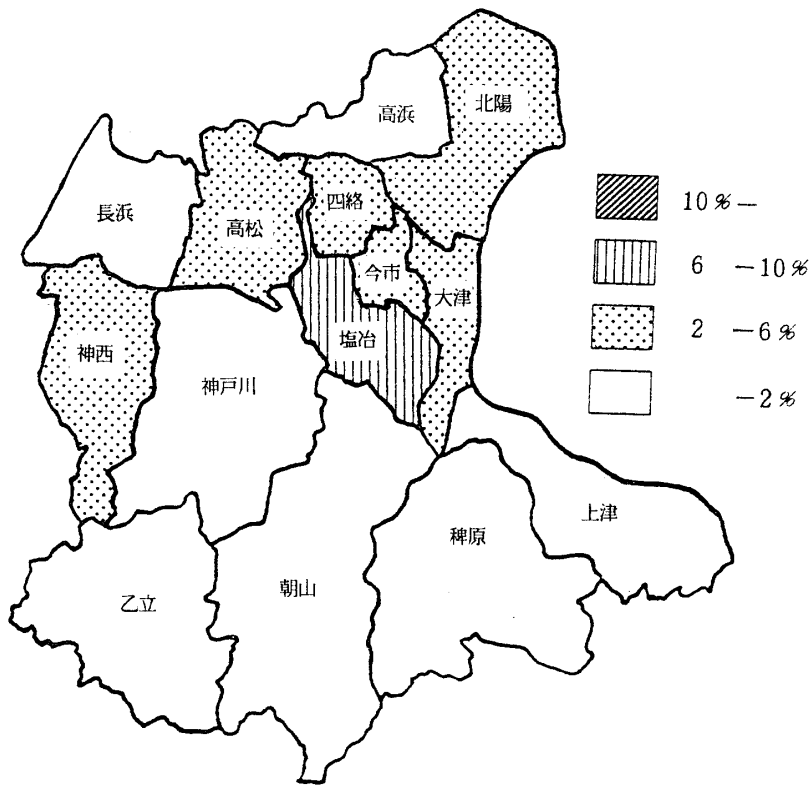 高浜
北陽
長浜
高松
四絡
今市
大津
神西
塩冶
神戸川
上津
稗原
乙立
朝山
10%—
6 —10%
2 —6%
—2%